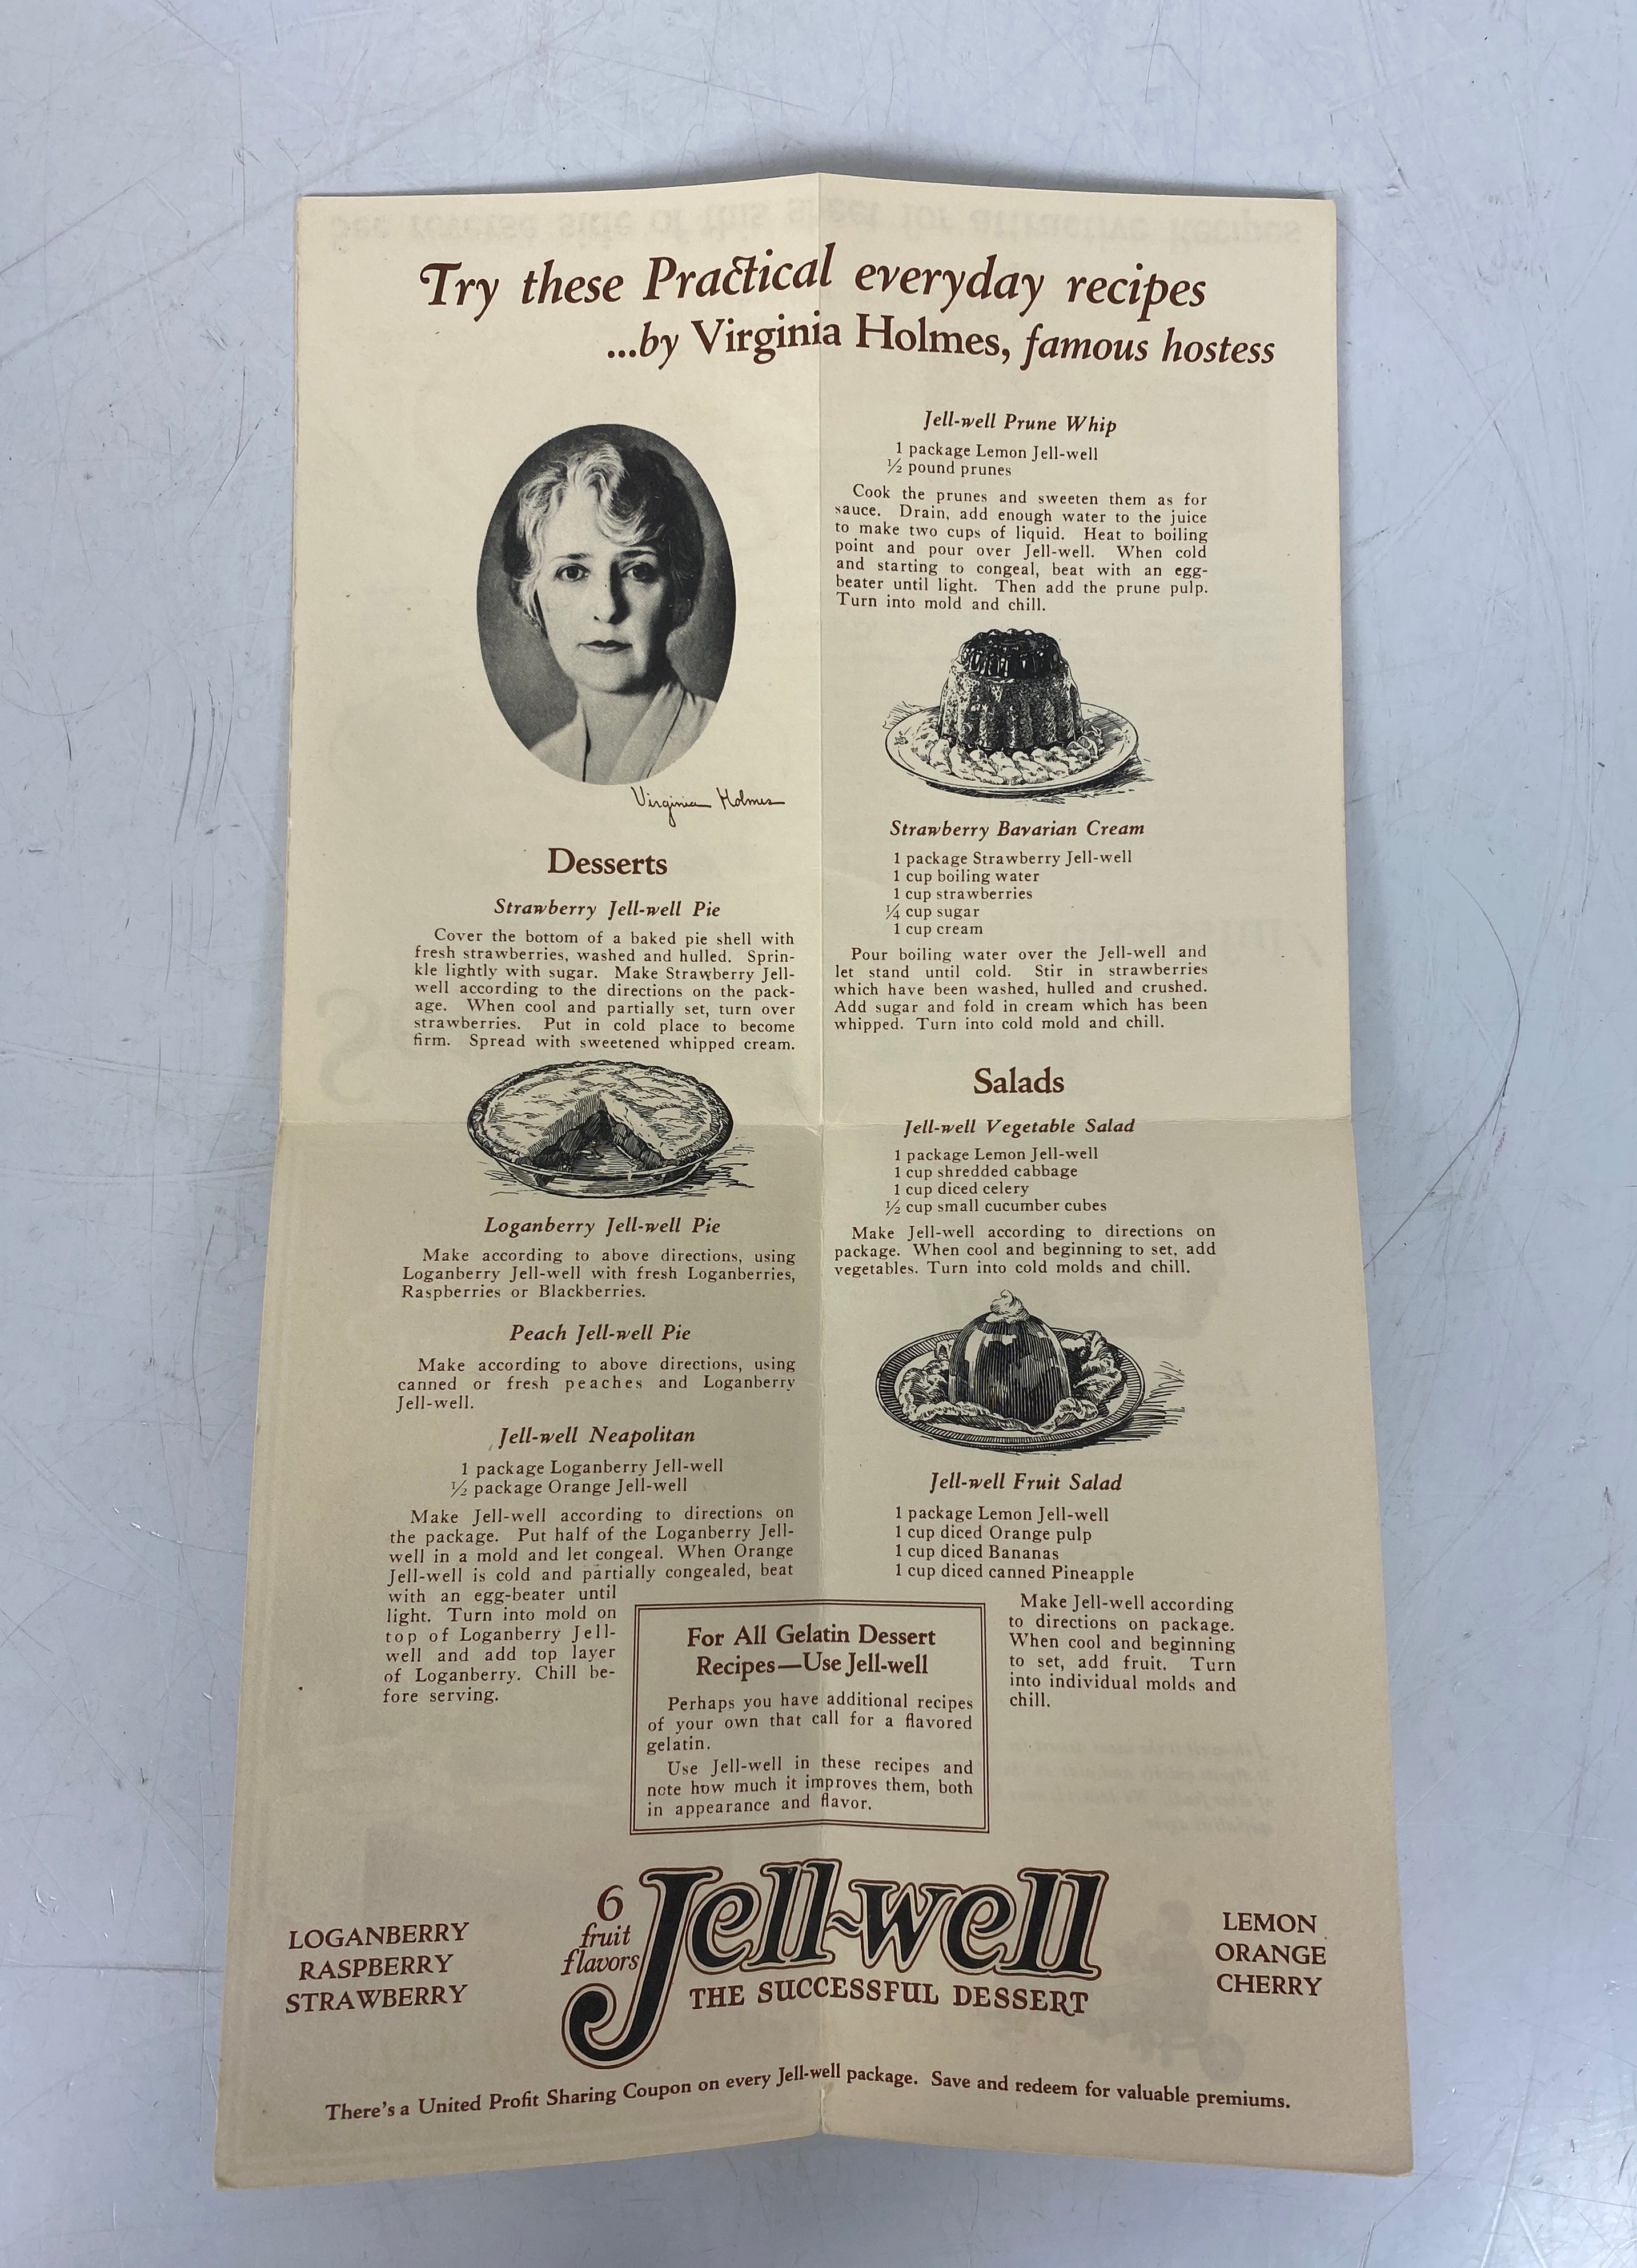 See reverse side of this sheet for attractive Recipes
Try these Practical everyday recipes
...by Virginia Holmes, famous hostess
Virginia Holmes
Desserts
Strawberry Jell-well Pie
Cover the bottom of a baked pie shell with
fresh strawberries, washed and hulled. Sprin-
kle lightly with sugar. Make Strawberry Jell-
well according to the directions on the pack-
age. When cool and partially set, turn over
strawberries. Put in cold place to become
firm. Spread with sweetened whipped cream.
Loganberry Jell-well Pie
Make according to above directions, using
Loganberry Jell-well with fresh Loganberries,
Raspberries or Blackberries.
Peach Jell-well Pie
Make according to above directions, using
canned or fresh peaches and Loganberry
Jell-well.
Jell-well Neapolitan
1 package Loganberry Jell-well
½ package Orange Jell-well
Make Jell-well according to directions on
the package. Put half of the Loganberry Jell-
well in a mold and let congeal. When Orange
Jell-well is cold and partially congealed, beat
with an egg-beater until
light. Turn into mold on
top of Loganberry Jell-
well and add top layer
of Loganberry. Chill be-
fore serving.
Jell-well Prune Whip
1 package Lemon Jell-well
½ pound prunes
Cook the prunes and sweeten them as for
sauce. Drain, add enough water to the juice
to make two cups of liquid. Heat to boiling
point and pour over Jell-well. When cold
and starting to congeal, beat with an egg-
beater until light. Then add the prune pulp.
Turn into mold and chill.
Strawberry Bavarian Cream
1 package Strawberry Jell-well
1 cup boiling water
1 cup strawberries
¼ cup sugar
1 cup cream
Pour boiling water over the Jell-well and
let stand until cold. Stir in strawberries
which have been washed, hulled and crushed.
Add sugar and fold in cream which has been
whipped. Turn into cold mold and chill.
Salads
Jell-well Vegetable Salad
1 package Lemon Jell-well
1 cup shredded cabbage
1 cup diced celery
½ cup small cucumber cubes
Make Jell-well according to directions on
package. When cool and beginning to set, add
vegetables. Turn into cold molds and chill.
Jell-well Fruit Salad
1 package Lemon Jell-well
1 cup diced Orange pulp
1 cup diced Bananas
1 cup diced canned Pineapple
Make Jell-well according
to directions on package.
When cool and beginning
to set, add fruit. Turn
into individual molds and
chill.
For All Gelatin Dessert
Recipes—Use Jell-well
Perhaps you have additional recipes
of your own that call for a flavored
gelatin.
Use Jell-well in these recipes and
note how much it improves them, both
in appearance and flavor.
LOGANBERRY
RASPBERRY
STRAWBERRY
6
fruit
flavors
Jell-well
THE SUCCESSFUL DESSERT
LEMON
ORANGE
CHERRY
There's a United Profit Sharing Coupon on every Jell-well package. Save and redeem for valuable premiums.